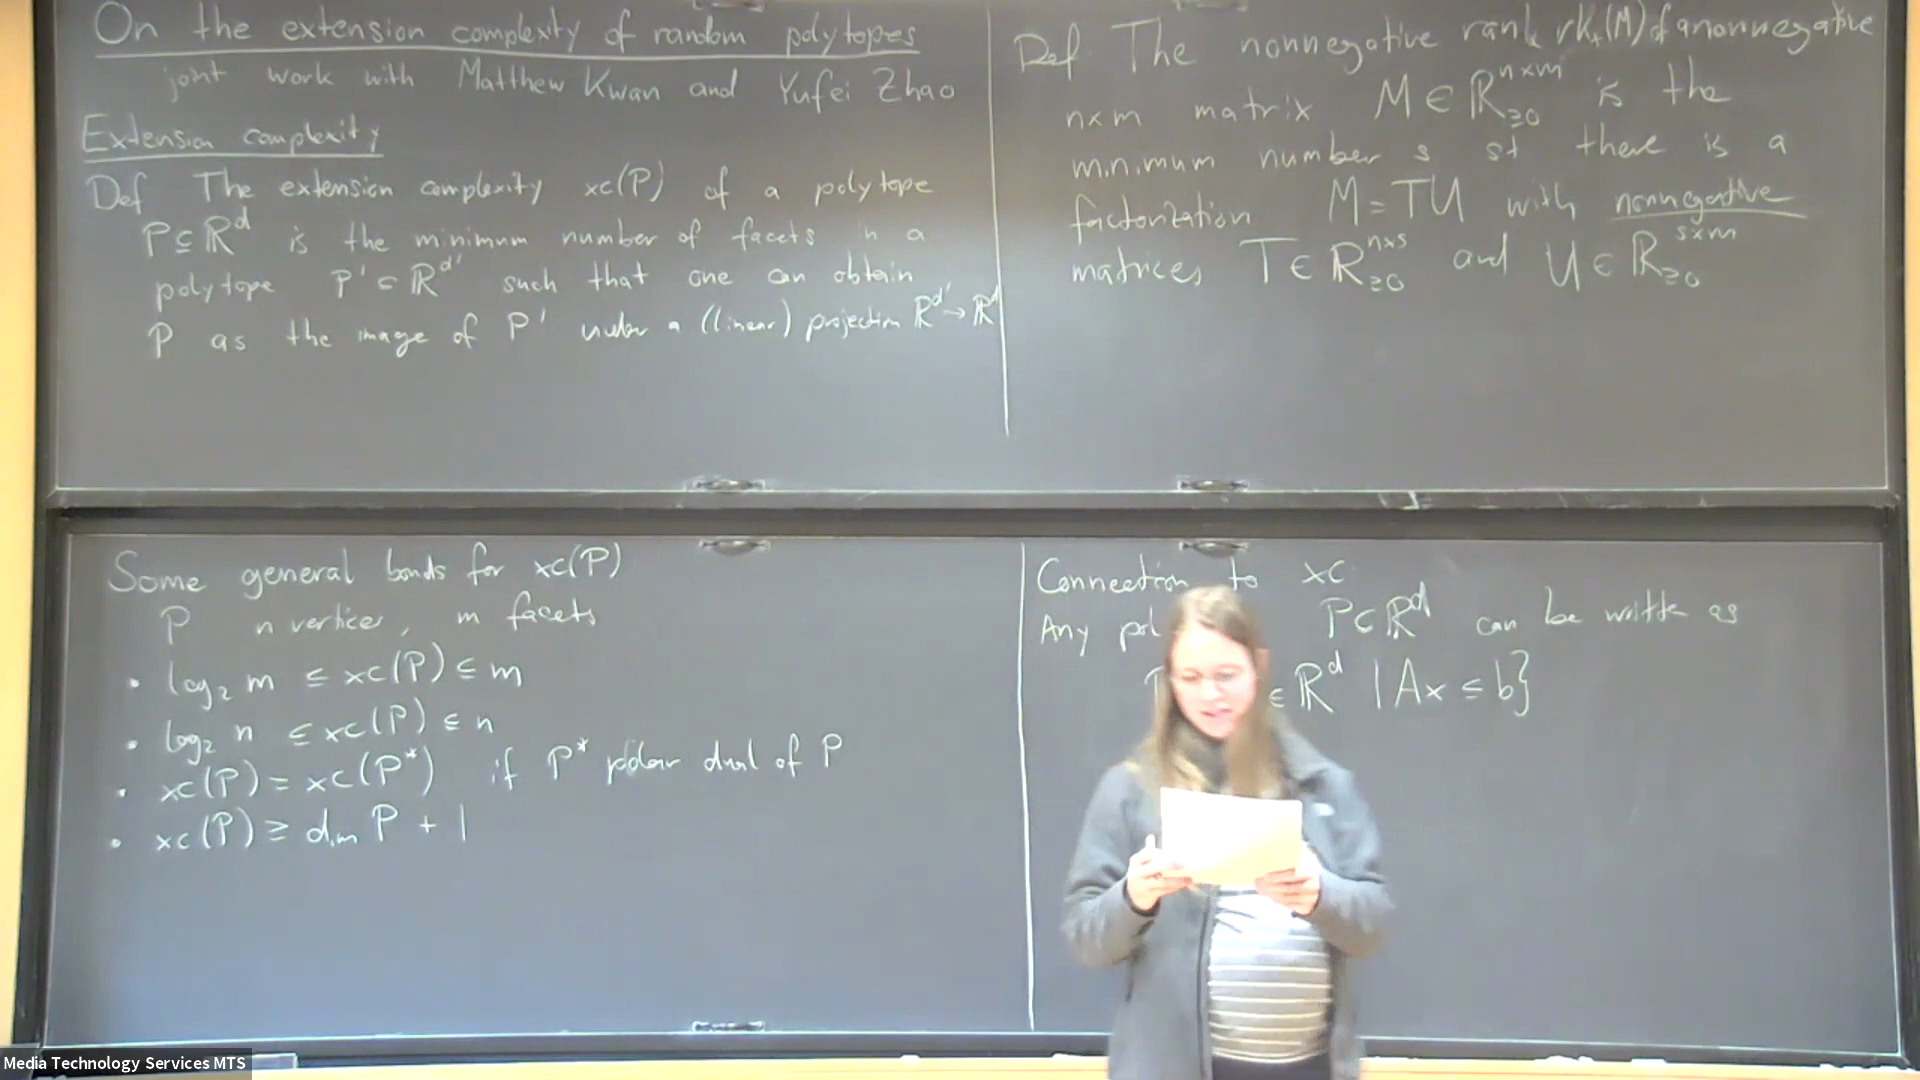 On the extension complexity of random polytopes
joint work with Matthew Kwan and Yufei Zhao
Extension complexity
Def The extension complexity xc(P) of a polytope
P ⊆ ℝ^d is the minimum number of facets in a
polytope P' ⊂ ℝ^d' such that one can obtain
P as the image of P' under a (linear) projection ℝ^d' → ℝ^d
Def The nonnegative rank rk₊(M) of a nonnegative
n×m matrix M ∈ ℝ_≥0^n×m is the
minimum number s st there is a
factorization M = TU with nonnegative
matrices T ∈ ℝ_≥0^n×s and U ∈ ℝ_≥0^s×m
Some general bonds for xc(P)
P n vertices, m facets
• log₂ m ≤ xc(P) ≤ m
• log₂ n ≤ xc(P) ≤ n
• xc(P) = xc(P*) if P* polar dual of P
• xc(P) ≥ dim P + 1
Connection to xc
Any pol P ⊂ ℝ^d can be written as
∈ ℝ^d | Ax ≤ b}
Media Technology Services MTS